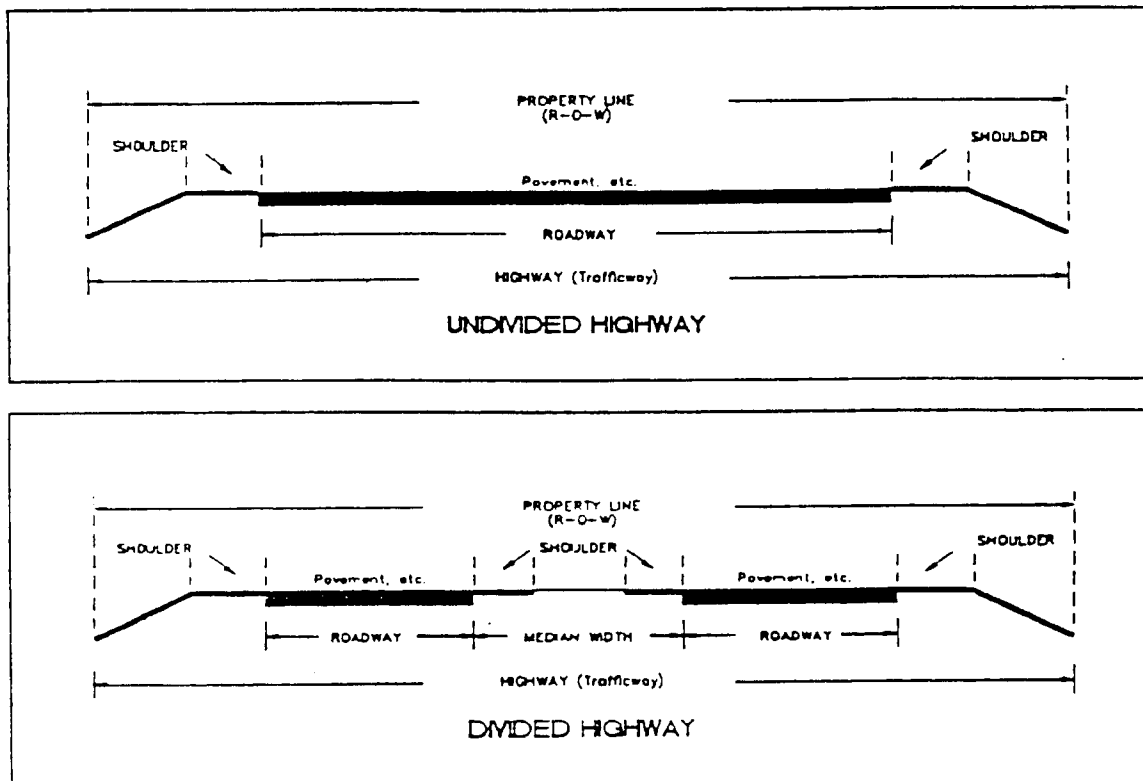 PROPERTY LINE
(R-O-W)
SHOULDER
SHOULDER
Pavement, etc.
ROADWAY
HIGHWAY (Trafficway)
UNDIVIDED HIGHWAY
PROPERTY LINE
(R-O-W)
SHOULDER
SHOULDER
SHOULDER
Pavement, etc.
Pavement, etc.
ROADWAY
MEDIAN WIDTH
ROADWAY
HIGHWAY (Trafficway)
DIVIDED HIGHWAY